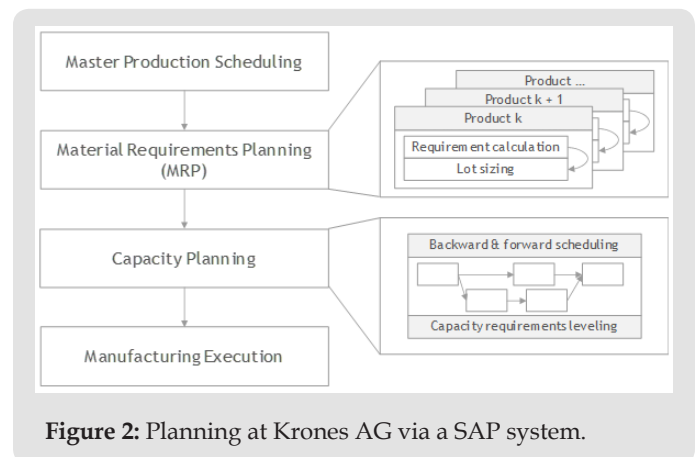 Master Production Scheduling
Material Requirements Planning
(MRP)
Capacity Planning
Manufacturing Execution
Product ...
Product k + 1
Product k
Requirement calculation
Lot sizing
Backward & forward scheduling
Capacity requirements leveling
Figure 2: Planning at Krones AG via a SAP system.